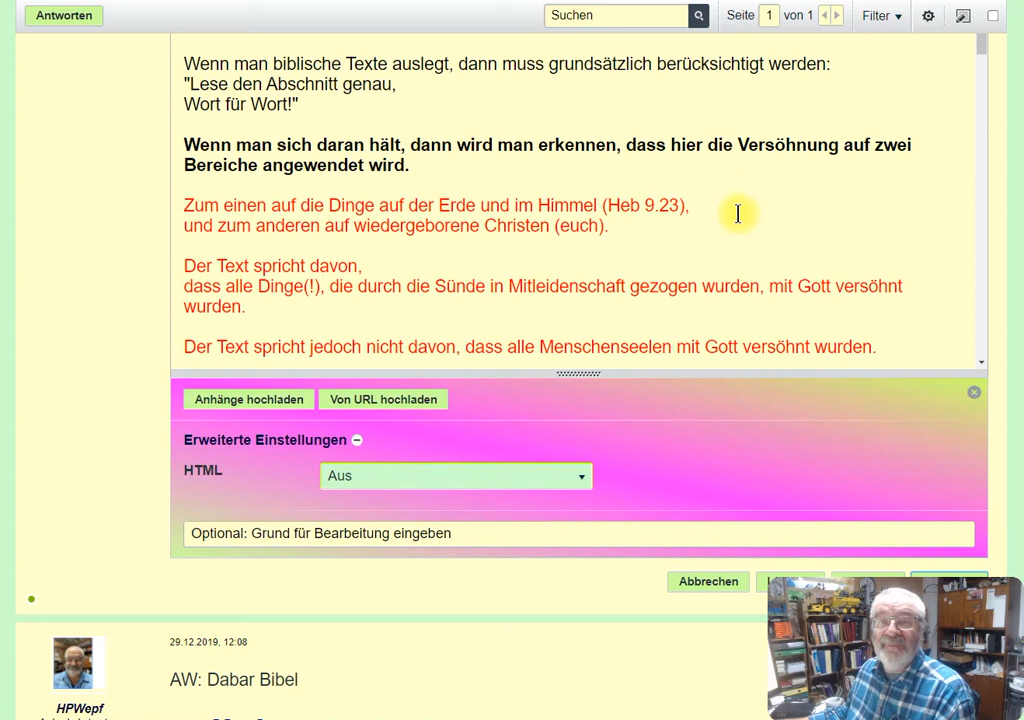 Antworten
Suchen
Seite 1 von 1
Filter
Wenn man biblische Texte auslegt, dann muss grundsätzlich berücksichtigt werden:
"Lese den Abschnitt genau,
Wort für Wort!"
Wenn man sich daran hält, dann wird man erkennen, dass hier die Versöhnung auf zwei
Bereiche angewendet wird.
Zum einen auf die Dinge auf der Erde und im Himmel (Heb 9.23),
und zum anderen auf wiedergeborene Christen (euch).
Der Text spricht davon,
dass alle Dinge(!), die durch die Sünde in Mitleidenschaft gezogen wurden, mit Gott versöhnt
wurden.
Der Text spricht jedoch nicht davon, dass alle Menschenseelen mit Gott versöhnt wurden.
Anhänge hochladen
Von URL hochladen
Erweiterte Einstellungen
HTML
Aus
Optional: Grund für Bearbeitung eingeben
Abbrechen
29.12.2019, 12:08
AW: Dabar Bibel
HPWepf